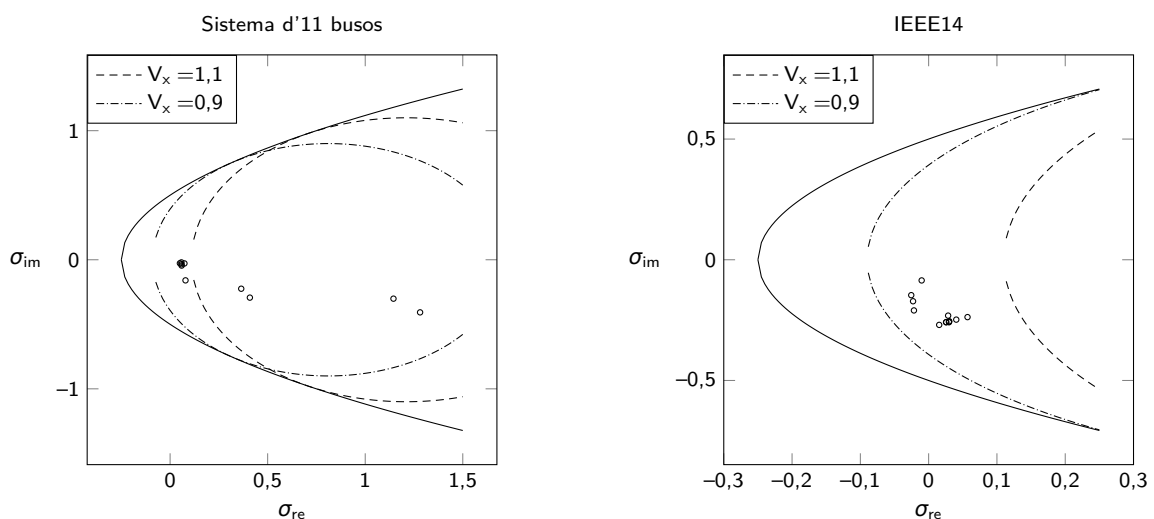 Sistema d'11 busos
V_x =1,1
V_x =0,9
1
0
−1
σ_im
0
0,5
1
1,5
σ_re
IEEE14
V_x =1,1
V_x =0,9
0,5
0
−0,5
σ_im
−0,3
−0,2
−0,1
0
0,1
0,2
0,3
σ_re